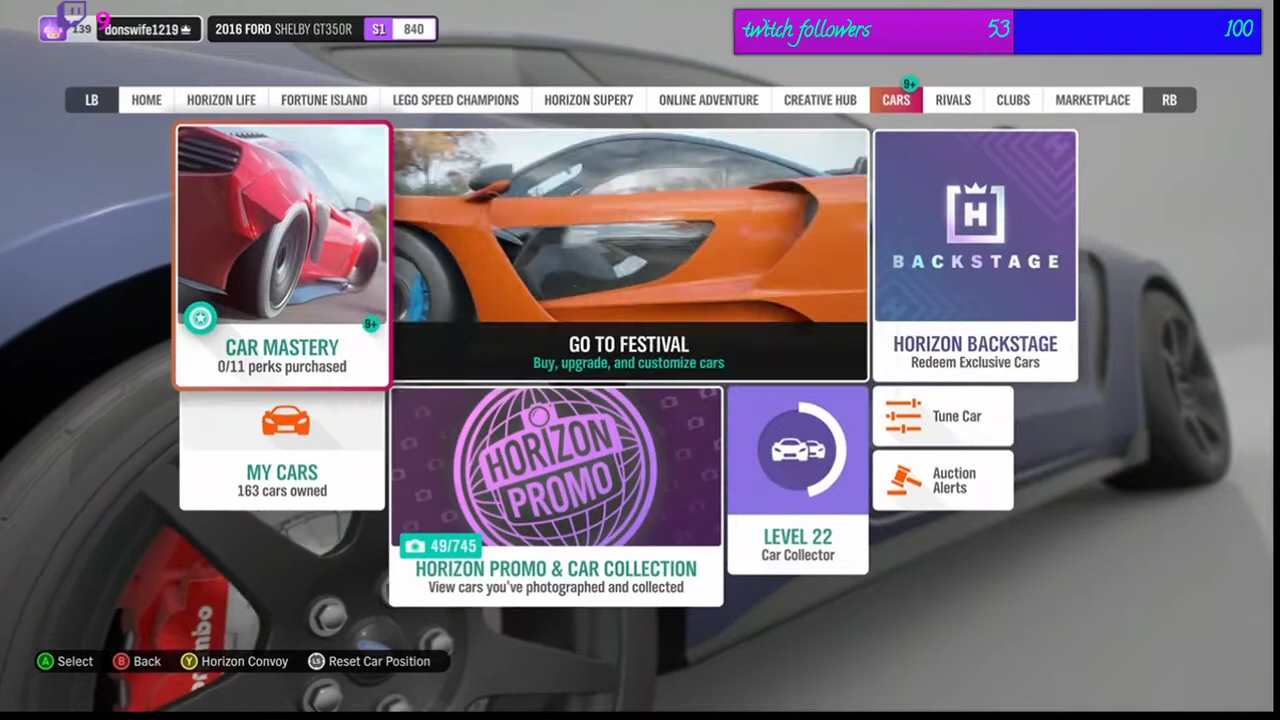 139
9
donswife1219
2016 FORD SHELBY GT350R
S1
840
twitch followers
53
100
LB
HOME
HORIZON LIFE
FORTUNE ISLAND
LEGO SPEED CHAMPIONS
HORIZON SUPER7
ONLINE ADVENTURE
CREATIVE HUB
CARS
9+
RIVALS
CLUBS
MARKETPLACE
RB
9+
CAR MASTERY
0/11 perks purchased
GO TO FESTIVAL
Buy, upgrade, and customize cars
H
BACKSTAGE
HORIZON BACKSTAGE
Redeem Exclusive Cars
MY CARS
163 cars owned
HORIZON
PROMO
49/745
HORIZON PROMO & CAR COLLECTION
View cars you've photographed and collected
LEVEL 22
Car Collector
Tune Car
Auction
Alerts
A Select
B Back
Y Horizon Convoy
LS Reset Car Position